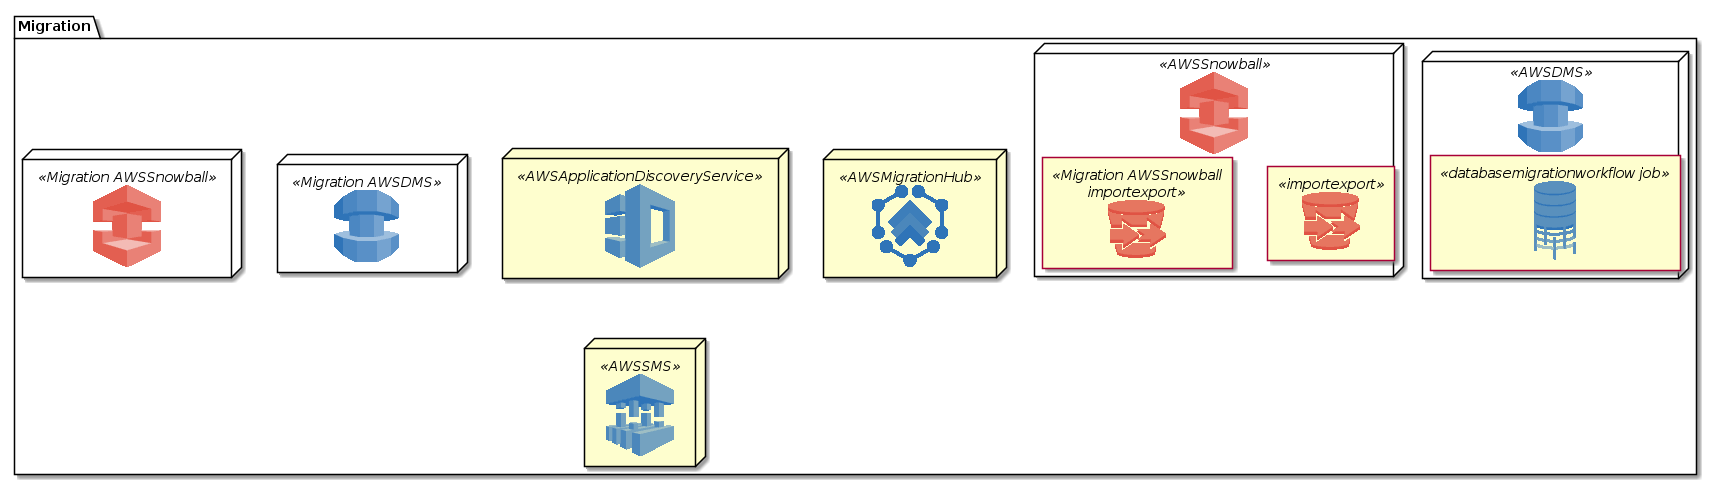 Migration
«Migration AWSSnowball»
«Migration AWSDMS»
«AWSApplicationDiscoveryService»
«AWSMigrationHub»
«AWSSnowball»
«Migration AWSSnowball
importexport»
«importexport»
«AWSDMS»
«databasemigrationworkflow job»
«AWSSMS»